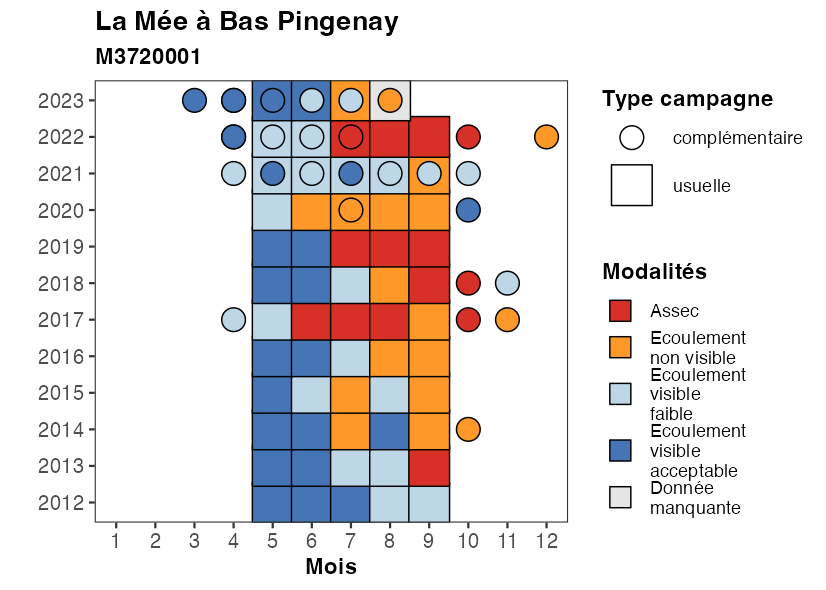 La Mée à Bas Pingenay
M3720001
2023
2022
2021
2020
2019
2018
2017
2016
2015
2014
2013
2012
1 2 3 4 5 6 7 8 9 10 11 12
Mois
Type campagne
complémentaire
usuelle
Modalités
Assec
Ecoulement
non visible
Ecoulement
visible
faible
Ecoulement
visible
acceptable
Donnée
manquante